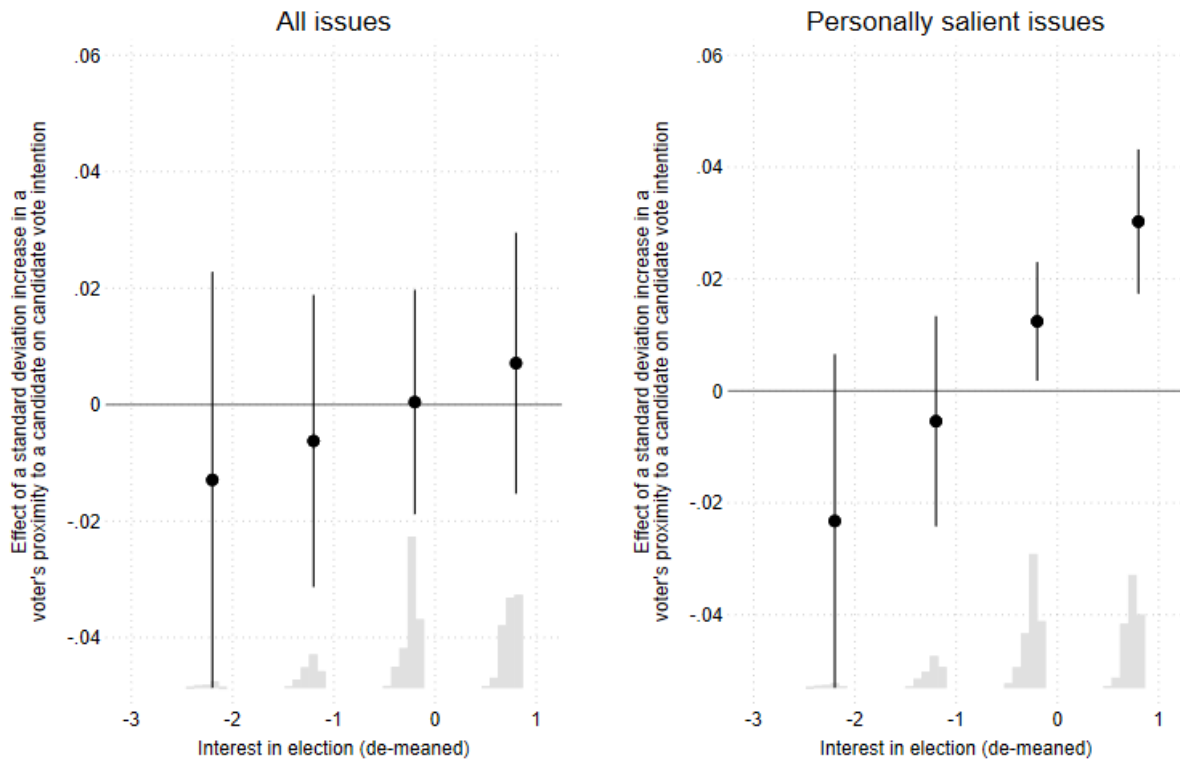 All issues
Effect of a standard deviation increase in a
voter's proximity to a candidate on candidate vote intention
.06
.04
.02
0
-.02
-.04
-3 -2 -1 0 1
Interest in election (de-meaned)
Personally salient issues
Effect of a standard deviation increase in a
voter's proximity to a candidate on candidate vote intention
.06
.04
.02
0
-.02
-.04
-3 -2 -1 0 1
Interest in election (de-meaned)